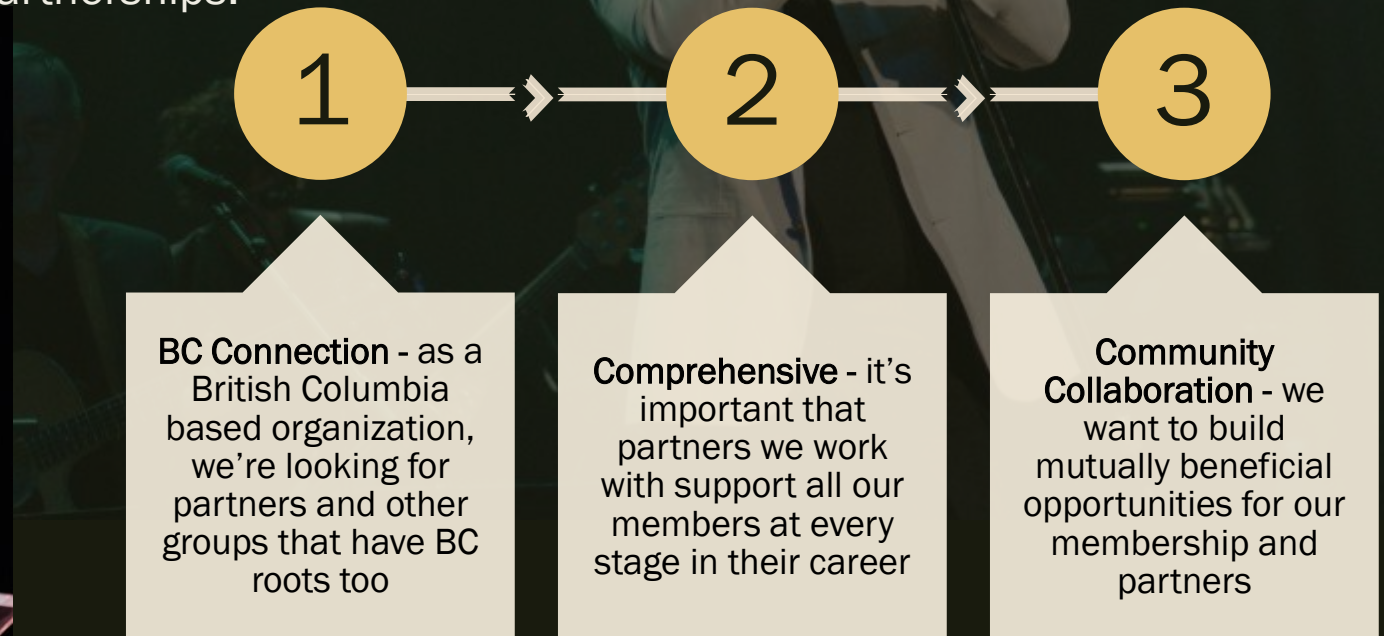 1
2
3
BC Connection - as a
British Columbia
based organization,
we’re looking for
partners and other
groups that have BC
roots too
Comprehensive - it’s
important that
partners we work
with support all our
members at every
stage in their career
Community
Collaboration - we
want to build
mutually beneficial
opportunities for our
membership and
partners